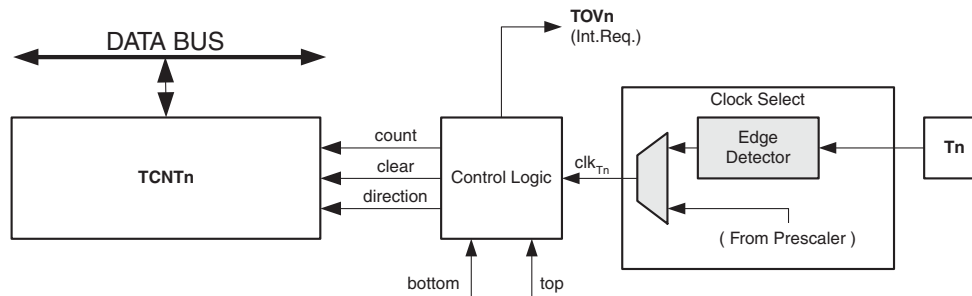 TOVn
(Int.Req.)
DATA BUS
Clock Select
count
Edge
Detector
Tn
TCNTn
clear
Control Logic
clkTn
direction
( From Prescaler )
bottom
top